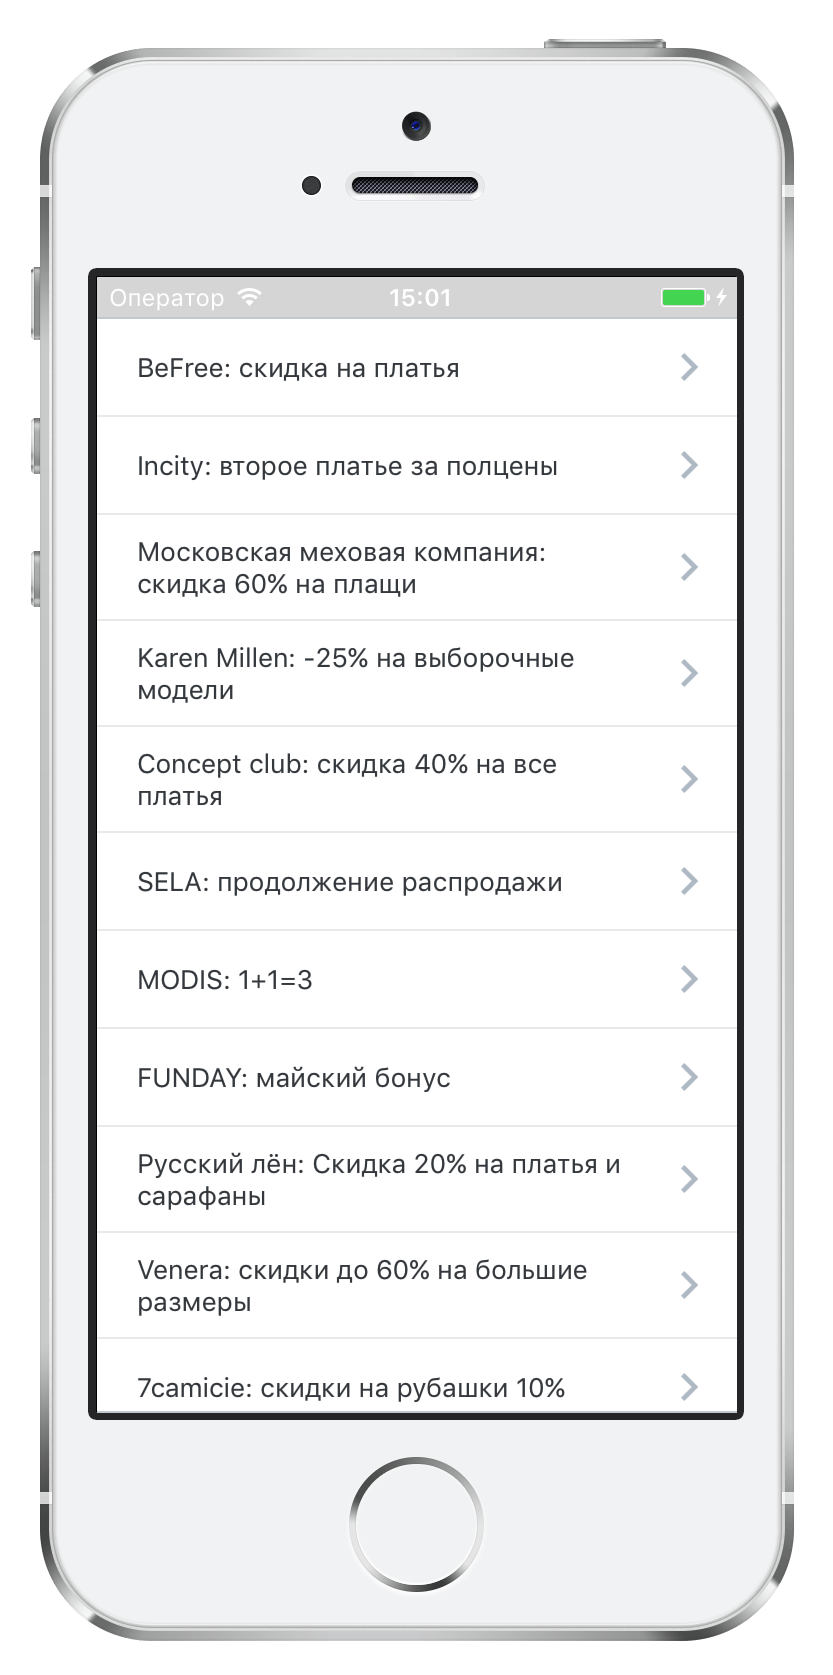 Оператор 15:01
BeFree: скидка на платья
Incity: второе платье за полцены
Московская меховая компания:
скидка 60% на плащи
Karen Millen: -25% на выборочные
модели
Concept club: скидка 40% на все
платья
SELA: продолжение распродажи
MODIS: 1+1=3
FUNDAY: майский бонус
Русский лён: Скидка 20% на платья и
сарафаны
Venera: скидки до 60% на большие
размеры
7camicie: скидки на рубашки 10%